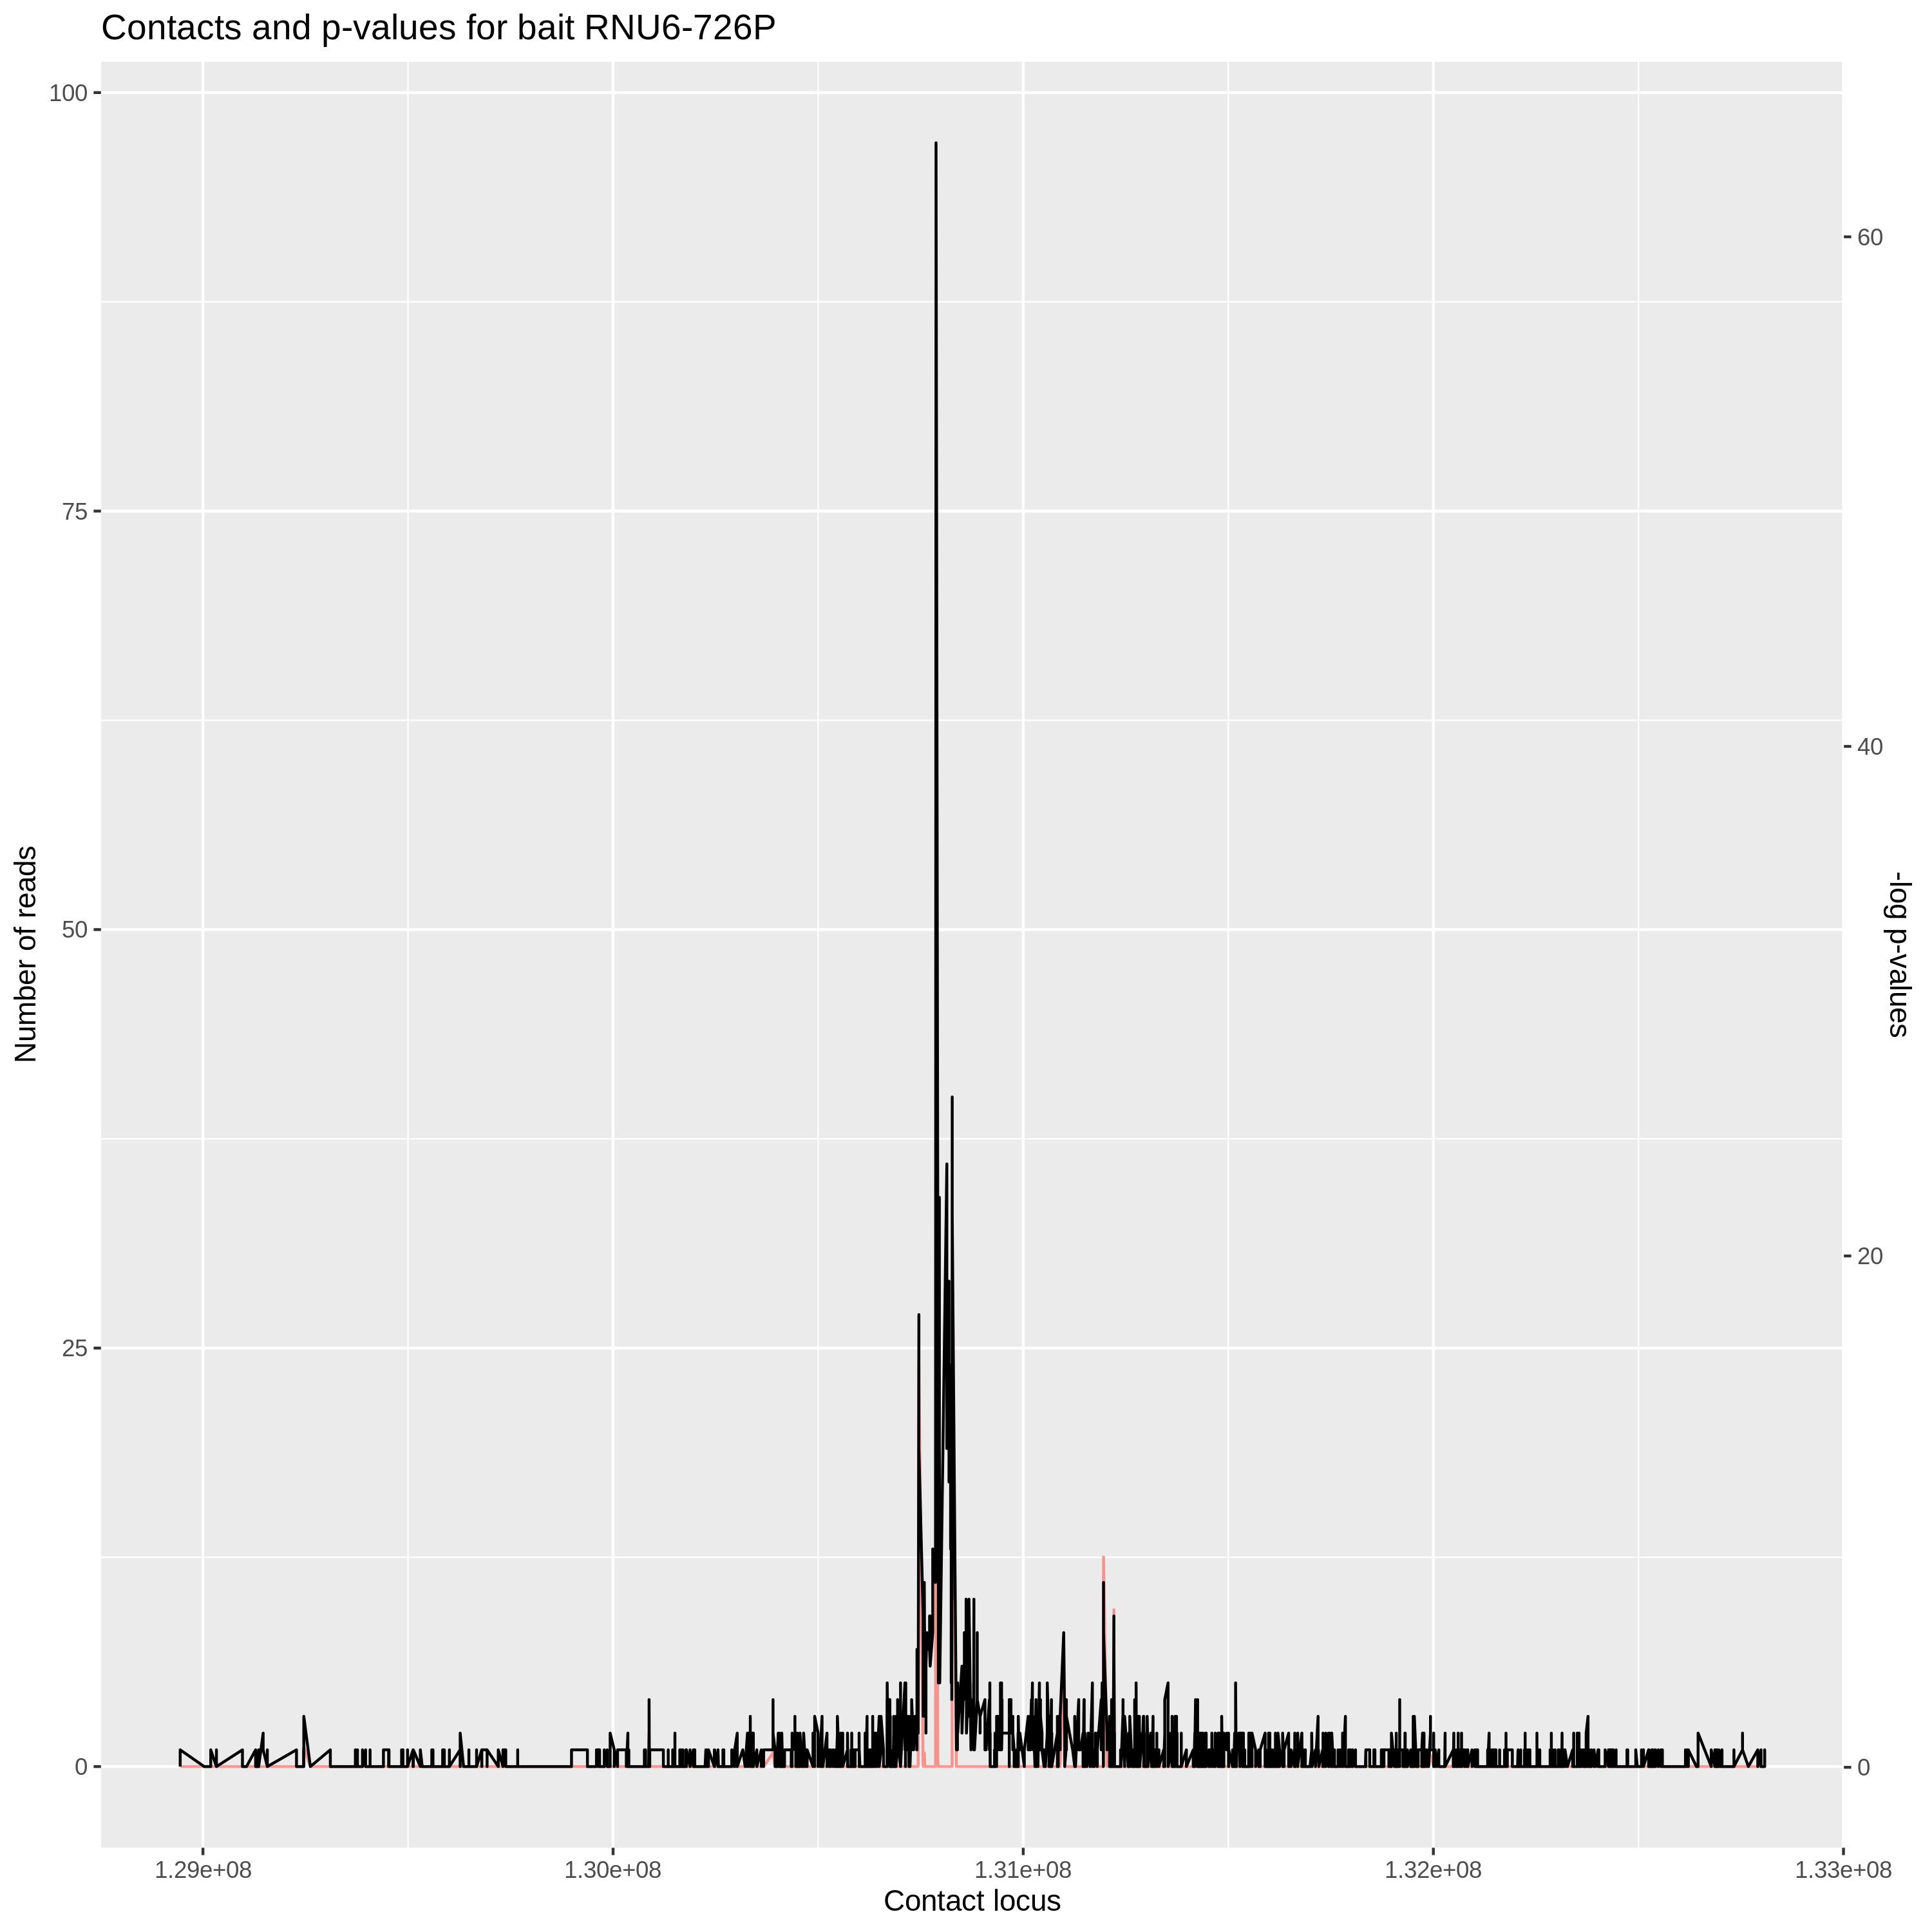 Contacts and p-values for bait RNU6-726P
100
75
50
25
0
Number of reads
60
40
20
0
-log p-values
1.29e+08
1.30e+08
1.31e+08
1.32e+08
1.33e+08
Contact locus